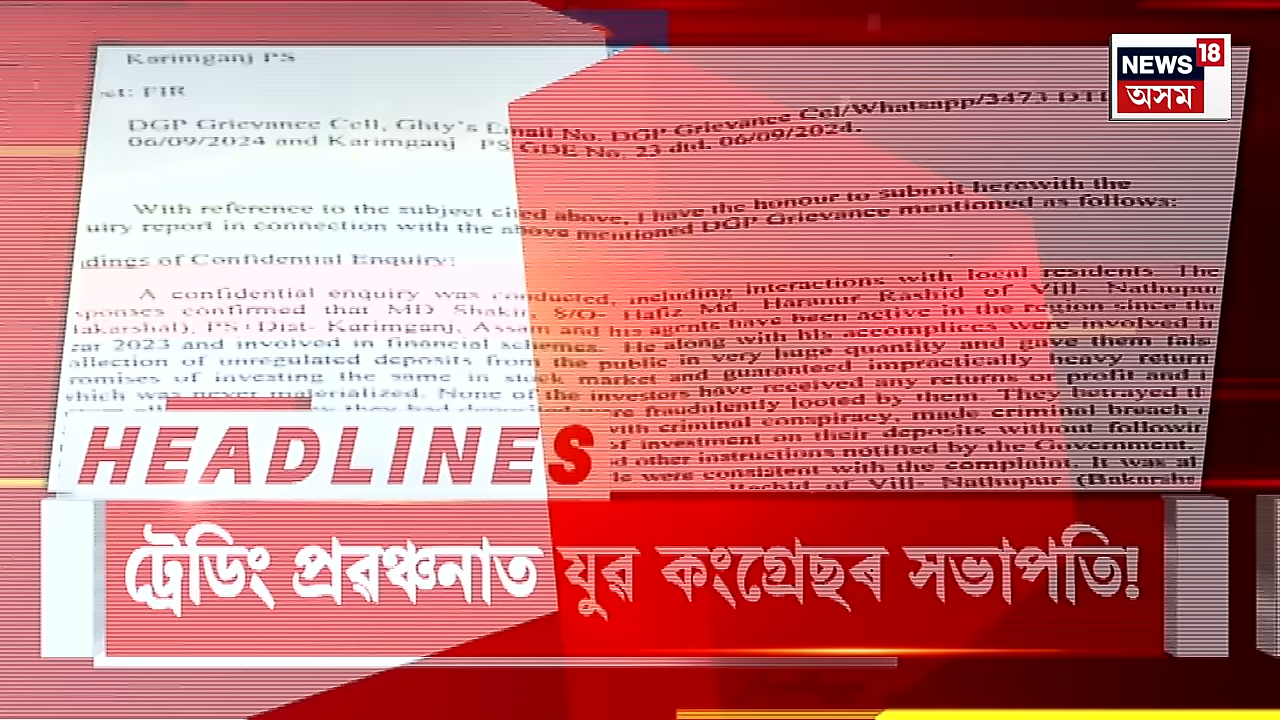 Karimganj PS
NEWS 18
অসম
ct: FIR
DGP Grievance Cell, Ghty's Email No. DGP Grievance Cel/Whatsapp/3473 DTD
06/09/2024 and Karimganj PS GDE No. 23 dtd. 06/09/2024.
With reference to the subject cited above, I have the honour to submit herewith the
uiry report in connection with the above mentioned DGP Grievance mentioned as follows:
dings of Confidential Enquiry:
A confidential enquiry was conducted, including interactions with local residents. The
sponses confirmed that MD Shakir S/O- Hafiz Md. Harunur Rashid of Vill- Nathupur
akarshal), PS+Dist- Karimganj, Assam and his agents have been active in the region since th
ear 2023 and involved in financial schemes. He along with his accomplices were involved i
ollection of unregulated deposits from the public in very huge quantity and gave them fals
romises of investing the same in stock market and guaranteed impractically heavy return
which was never materialized. None of the investors have received any returns or profit and i
they had deposited were fraudulently looted by them. They betrayed th
with criminal conspiracy, made criminal breach
of investment on their deposits without followin
d other instructions notified by the Government.
were consistent with the complaint. It was al
of Vill- Nathupur (Bakarsha
HEADLINES
ট্ৰেডিং প্ৰৱঞ্চনাত যুৱ কংগ্ৰেছৰ সভাপতি!